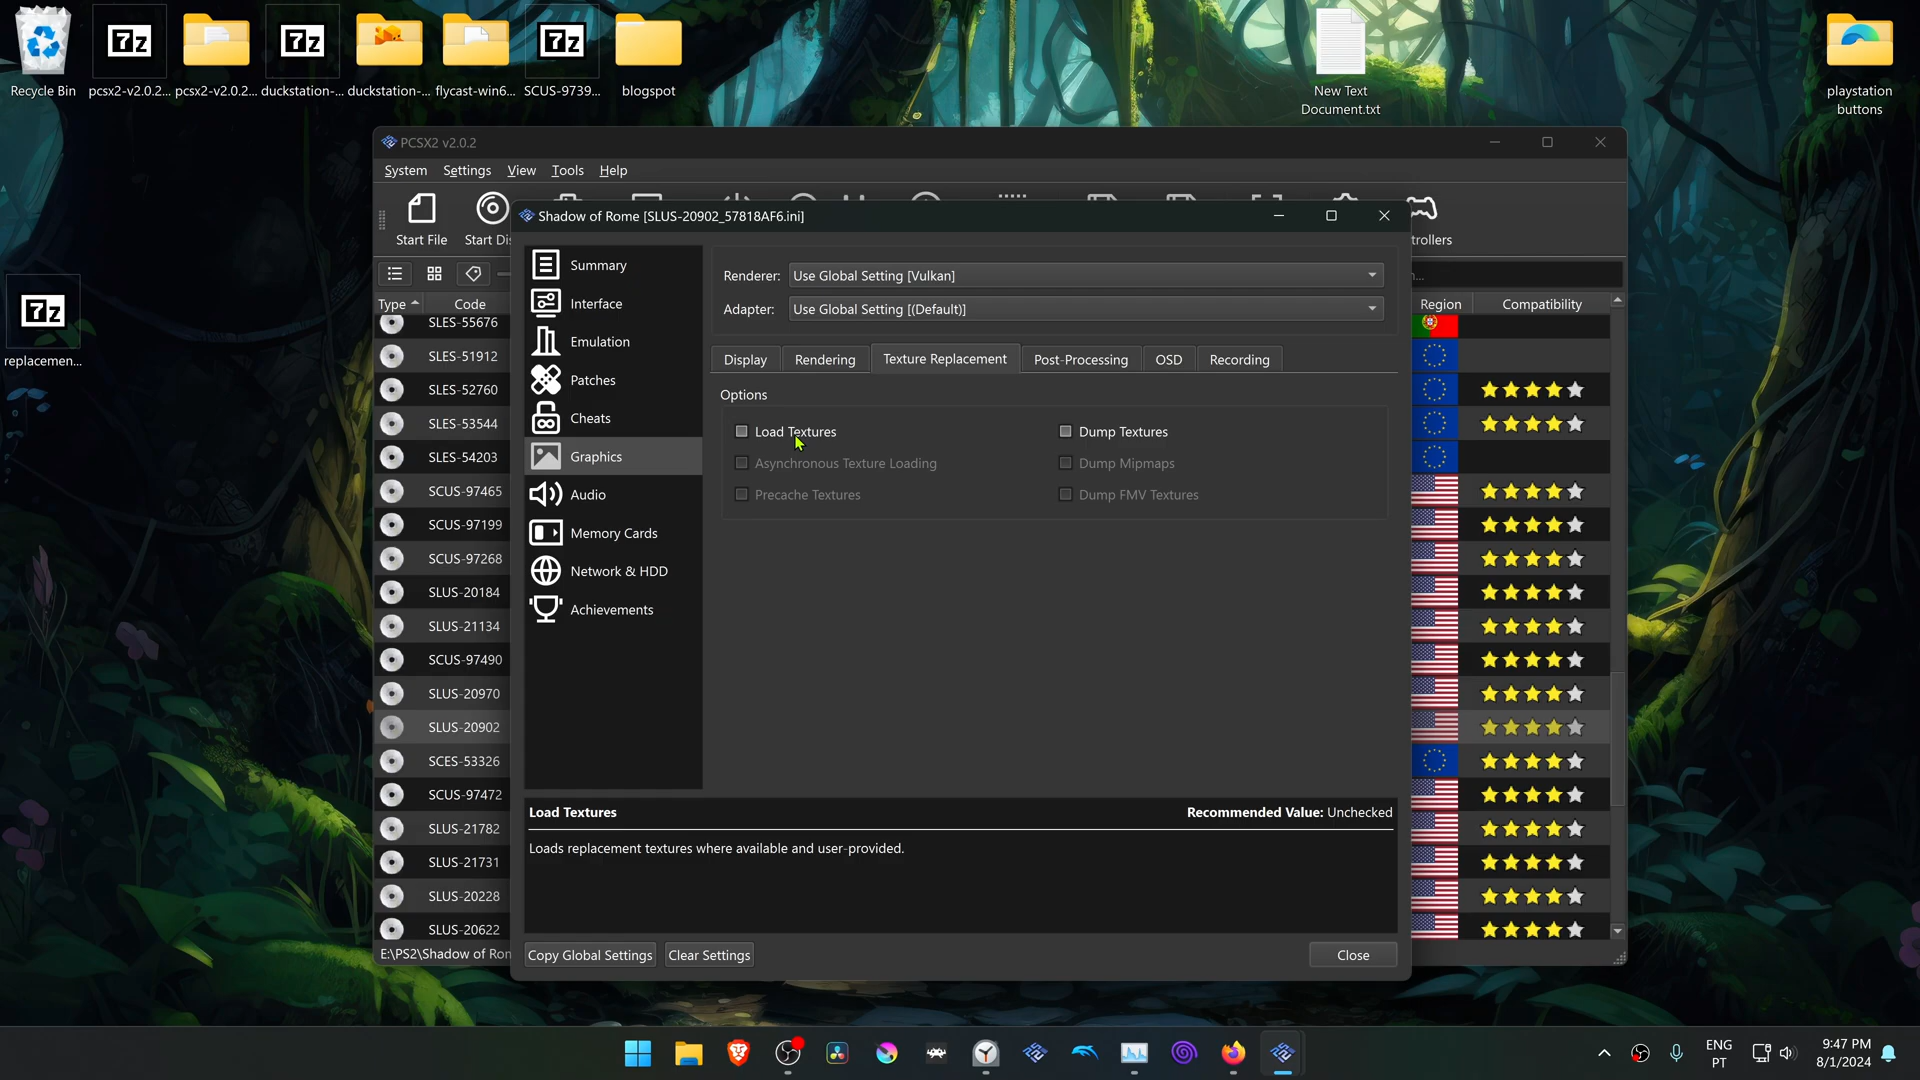 Recycle Bin
pcsx2-v2.0.2...
pcsx2-v2.0.2...
duckstation-...
duckstation-...
flycast-win6...
SCUS-9739...
blogspot
New Text
Document.txt
playstation
buttons
replacemen...
PCSX2 v2.0.2
System Settings View Tools Help
Start File
Shadow of Rome [SLUS-20902_57818AF6.ini]
Type Code
Region Compatibility
SLES-55676
SLES-51912
SLES-52760
SLES-53544
SLES-54203
SCUS-97465
SCUS-97199
SCUS-97268
SLUS-20184
SLUS-21134
SCUS-97490
SLUS-20970
SLUS-20902
SCES-53326
SCUS-97472
SLUS-21782
SLUS-21731
SLUS-20228
SLUS-20622
Summary
Interface
Emulation
Patches
Cheats
Graphics
Audio
Memory Cards
Network & HDD
Achievements
Renderer: Use Global Setting [Vulkan]
Adapter: Use Global Setting [(Default)]
Display Rendering Texture Replacement Post-Processing OSD Recording
Options
Load Textures Dump Textures
Asynchronous Texture Loading Dump Mipmaps
Precache Textures Dump FMV Textures
Load Textures Recommended Value: Unchecked
Loads replacement textures where available and user-provided.
Copy Global Settings Clear Settings Close
ENG
PT
9:47 PM
8/1/2024